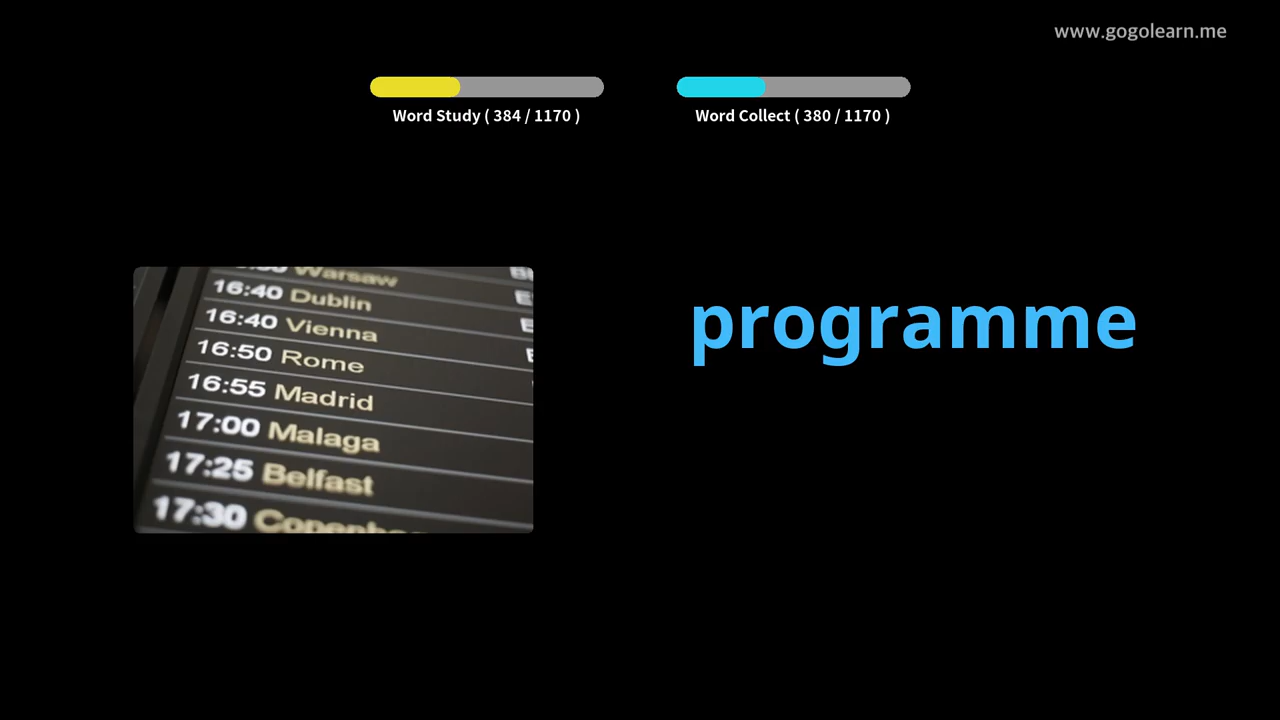 www.gogolearn.me
Word Study ( 384 / 1170 )
Word Collect ( 380 / 1170 )
Warsaw
16:40 Dublin
16:40 Vienna
16:50 Rome
16:55 Madrid
17:00 Malaga
17:25 Belfast
17:30
programme